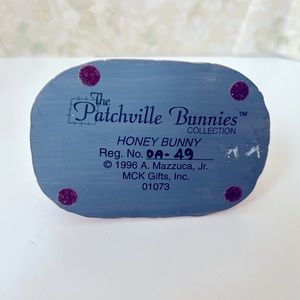 The
Patchville Bunnies™
COLLECTION
HONEY BUNNY
Reg. No. DA-49
© 1996 A. Mazzuca, Jr.
MCK Gifts, Inc.
01073